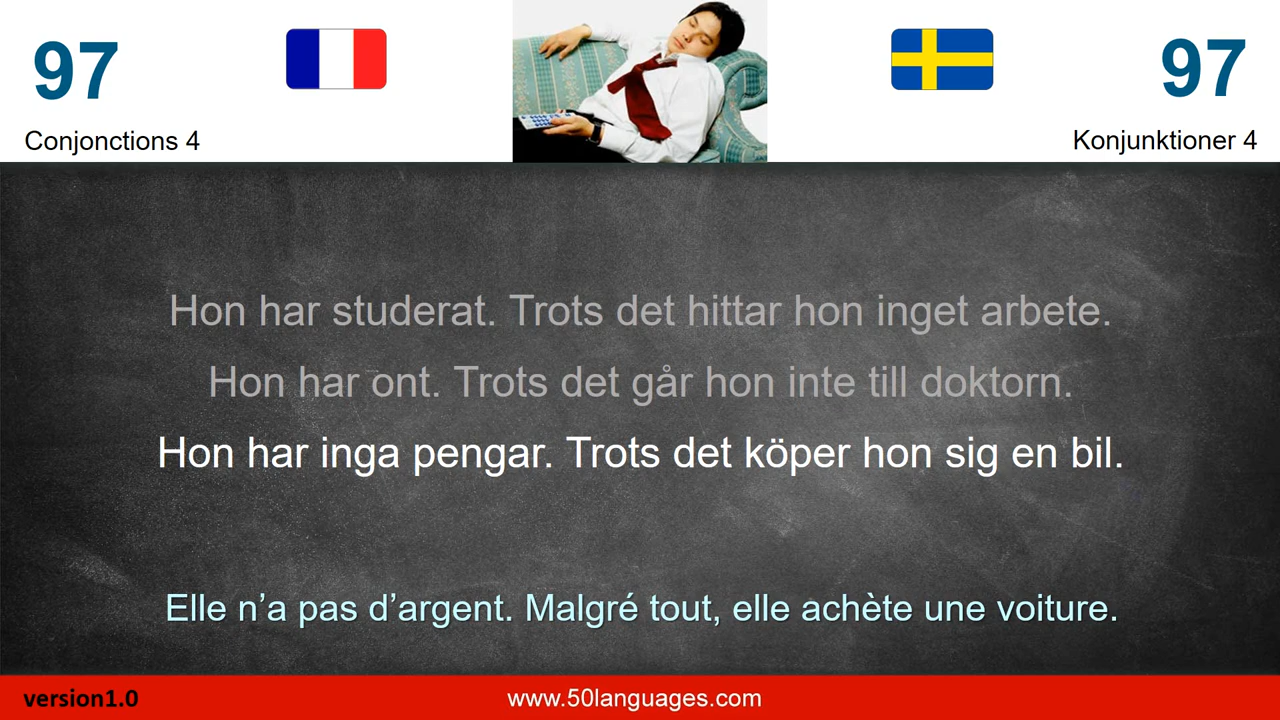 97
97
Conjonctions 4
Konjunktioner 4
Hon har studerat. Trots det hittar hon inget arbete.
Hon har ont. Trots det går hon inte till doktorn.
Hon har inga pengar. Trots det köper hon sig en bil.
Elle n’a pas d’argent. Malgré tout, elle achète une voiture.
version1.0
www.50languages.com